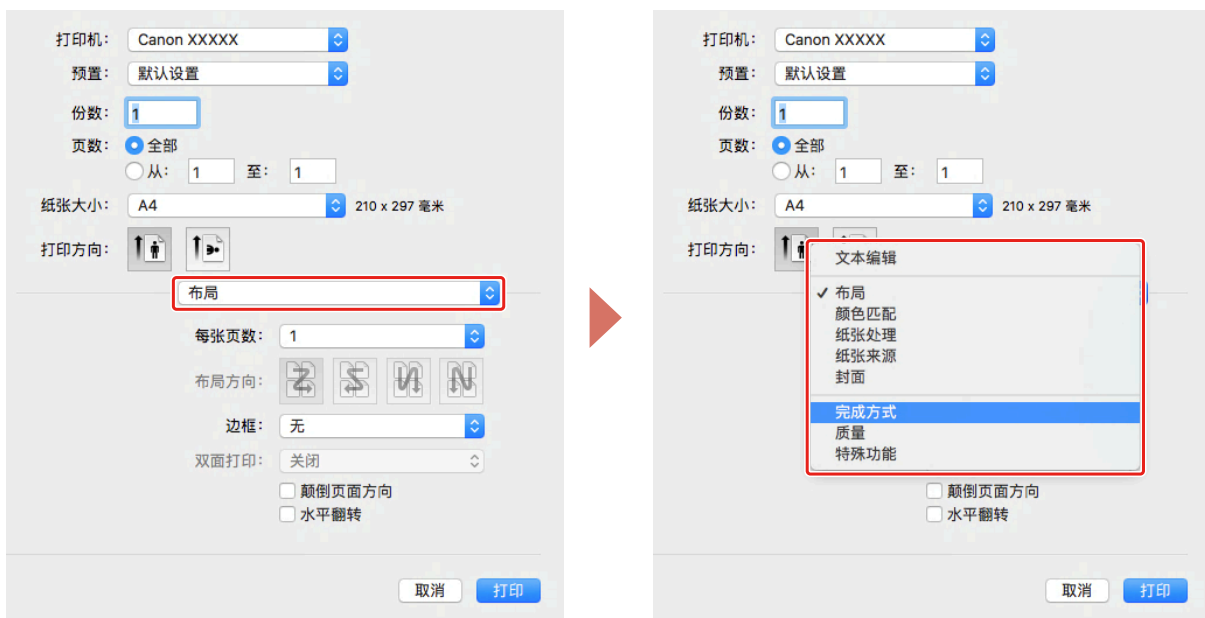 打印机： Canon XXXXX
预置： 默认设置
份数： 1
页数： 全部
从： 1 至： 1
纸张大小： A4 210 x 297 毫米
打印方向：
布局
每张页数： 1
布局方向：
边框： 无
双面打印： 关闭
颠倒页面方向
水平翻转
取消 打印
打印机： Canon XXXXX
预置： 默认设置
份数： 1
页数： 全部
从： 1 至： 1
纸张大小： A4 210 x 297 毫米
打印方向：
文本编辑
✓ 布局
颜色匹配
纸张处理
纸张来源
封面
完成方式
质量
特殊功能
颠倒页面方向
水平翻转
取消 打印